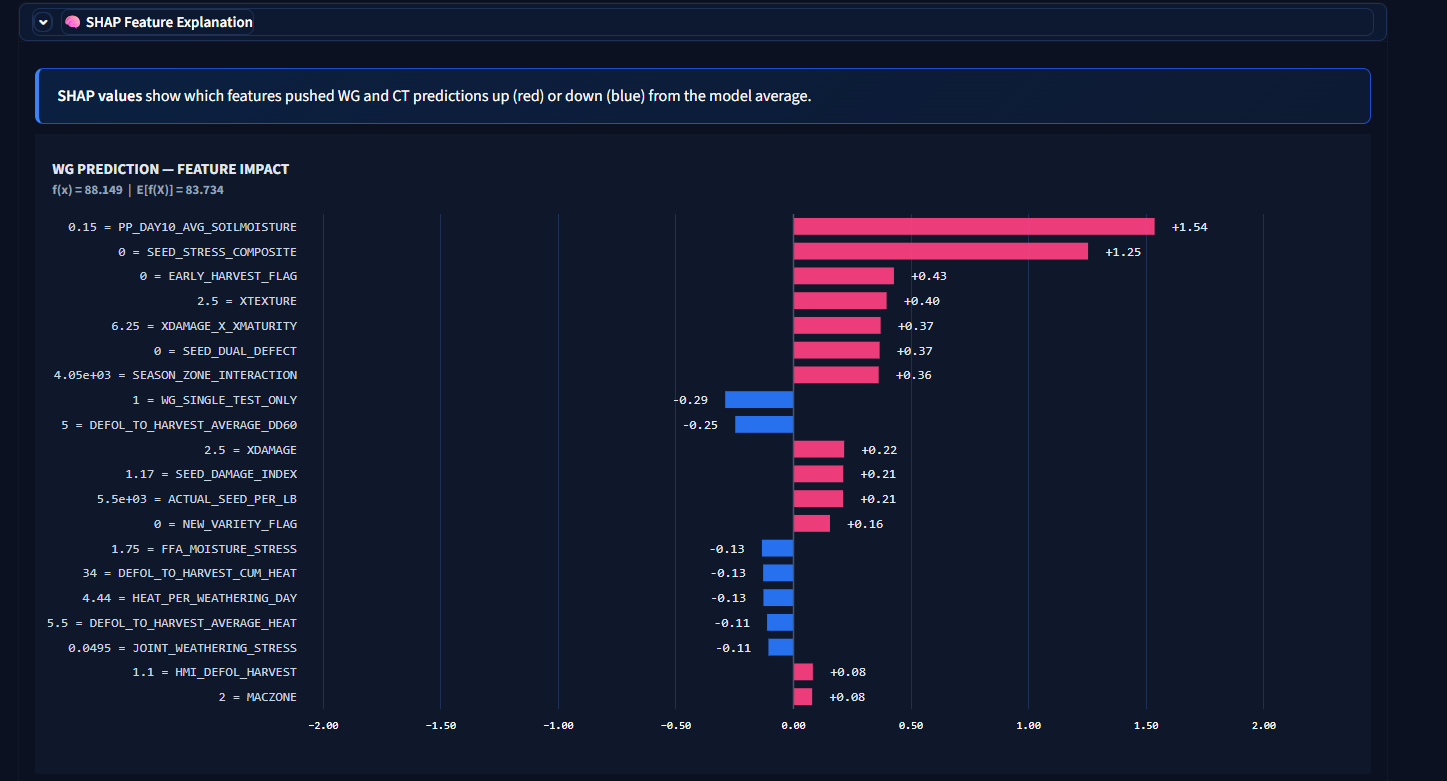 SHAP Feature Explanation
SHAP values show which features pushed WG and CT predictions up (red) or down (blue) from the model average.
WG PREDICTION — FEATURE IMPACT
f(x) = 88.149 | E[f(X)] = 83.734
0.15 = PP_DAY10_AVG_SOILMOISTURE +1.54
0 = SEED_STRESS_COMPOSITE +1.25
0 = EARLY_HARVEST_FLAG +0.43
2.5 = XTEXTURE +0.40
6.25 = XDAMAGE_X_XMATURITY +0.37
0 = SEED_DUAL_DEFECT +0.37
4.05e+03 = SEASON_ZONE_INTERACTION +0.36
1 = WG_SINGLE_TEST_ONLY -0.29
5 = DEFOL_TO_HARVEST_AVERAGE_DD60 -0.25
2.5 = XDAMAGE +0.22
1.17 = SEED_DAMAGE_INDEX +0.21
5.5e+03 = ACTUAL_SEED_PER_LB +0.21
0 = NEW_VARIETY_FLAG +0.16
1.75 = FFA_MOISTURE_STRESS -0.13
34 = DEFOL_TO_HARVEST_CUM_HEAT -0.13
4.44 = HEAT_PER_WEATHERING_DAY -0.13
5.5 = DEFOL_TO_HARVEST_AVERAGE_HEAT -0.11
0.0495 = JOINT_WEATHERING_STRESS -0.11
1.1 = HMI_DEFOL_HARVEST +0.08
2 = MACZONE +0.08
−2.00 −1.50 −1.00 −0.50 0.00 0.50 1.00 1.50 2.00